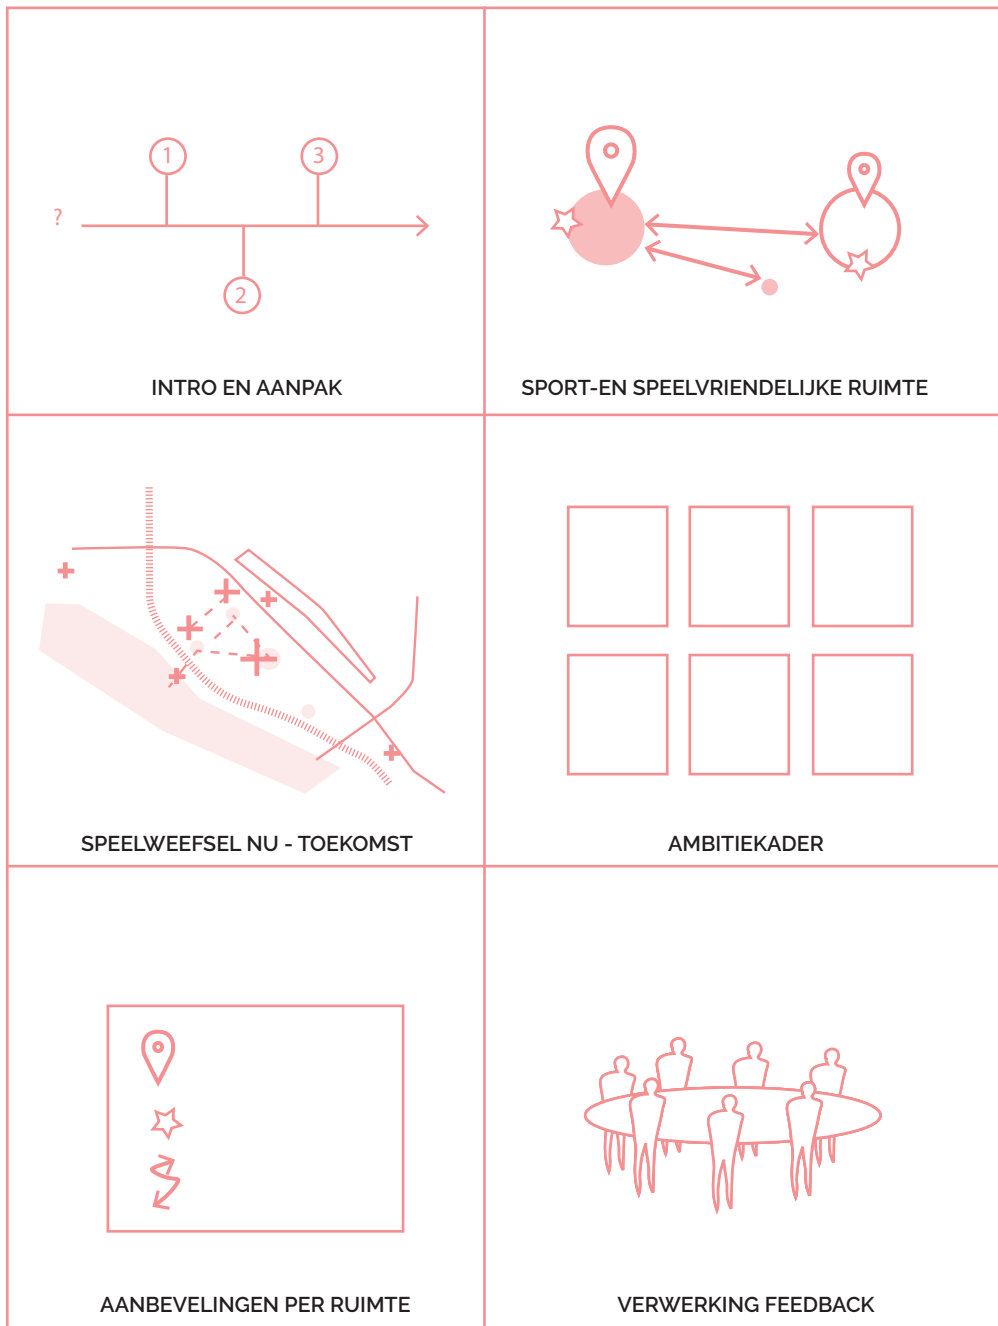 1
3
?
2
INTRO EN AANPAK
SPORT-EN SPEELVRIENDELIJKE RUIMTE
SPEELWEEFSEL NU - TOEKOMST
AMBITIEKADER
AANBEVELINGEN PER RUIMTE
VERWERKING FEEDBACK